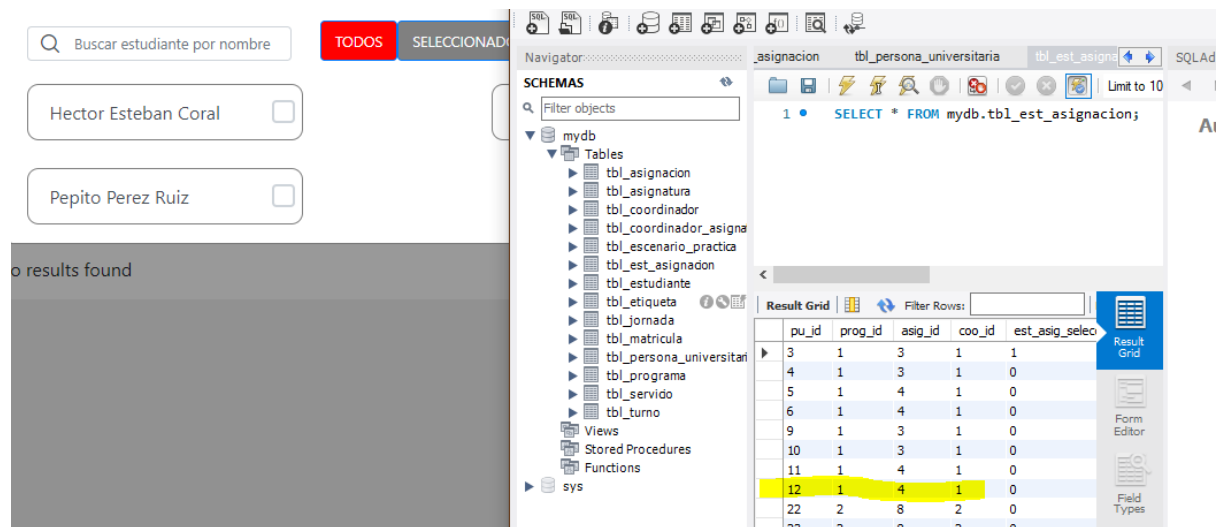 Buscar estudiante por nombre
TODOS
SELECCIONADO
Hector Esteban Coral
Pepito Perez Ruiz
o results found
SQL
SQL
Navigator
SCHEMAS
Filter objects
mydb
Tables
tbl_asignacion
tbl_asignatura
tbl_coordinador
tbl_coordinador_asigna
tbl_escenario_practica
tbl_est_asignacion
tbl_estudiante
tbl_etiqueta
tbl_jornada
tbl_matricula
tbl_persona_universitari
tbl_programa
tbl_servicio
tbl_turno
Views
Stored Procedures
Functions
sys
_asignacion tbl_persona_universitaria tbl_est_asigna SQLAd
Limit to 10
1 SELECT * FROM mydb.tbl_est_asignacion;
Au
Result Grid Filter Rows:
pu_id prog_id asig_id coo_id est_asig_selec
3 1 3 1 1
4 1 3 1 0
5 1 4 1 0
6 1 4 1 0
9 1 3 1 0
10 1 3 1 0
11 1 4 1 0
12 1 4 1 0
22 2 8 2 0
Result
Grid
Form
Editor
Field
Types